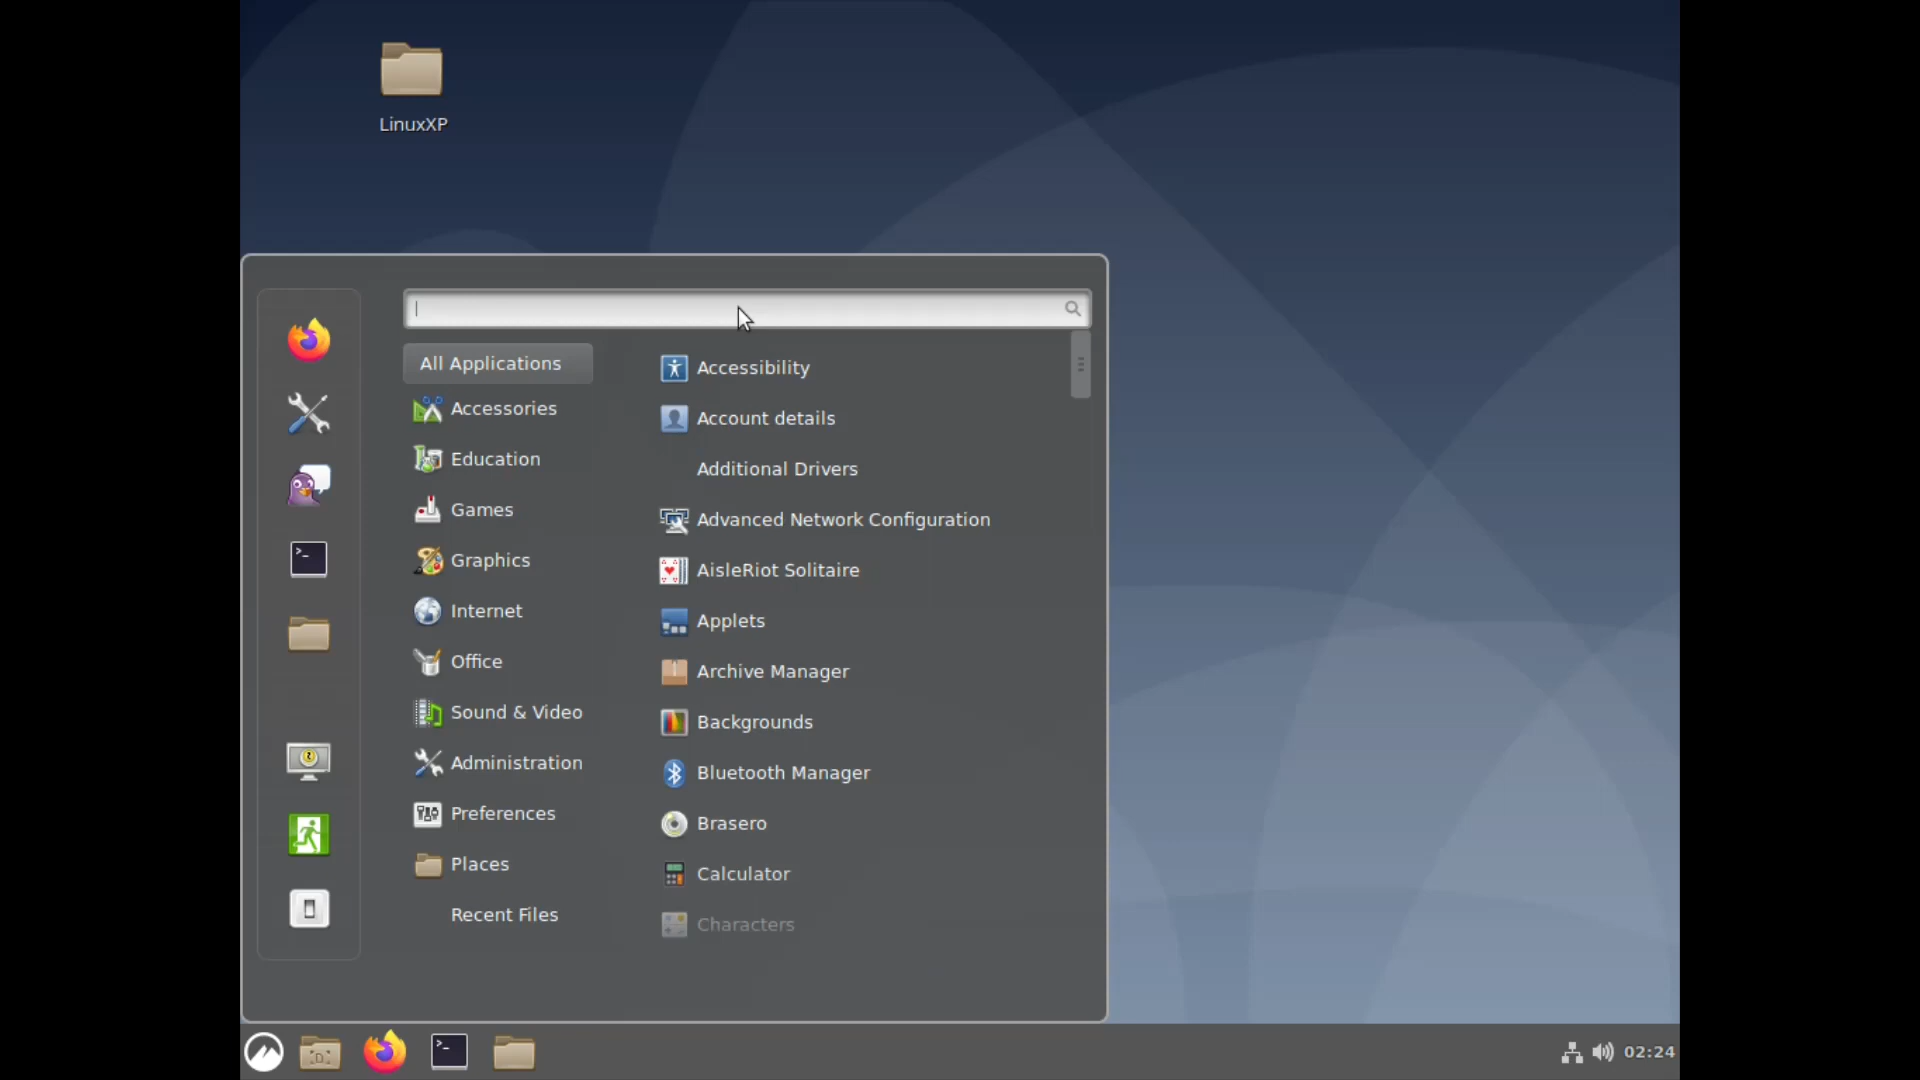 LinuxXP
All Applications
Accessories
Education
Games
Graphics
Internet
Office
Sound & Video
Administration
Preferences
Places
Recent Files
Accessibility
Account details
Additional Drivers
Advanced Network Configuration
AisleRiot Solitaire
Applets
Archive Manager
Backgrounds
Bluetooth Manager
Brasero
Calculator
Characters
02:24